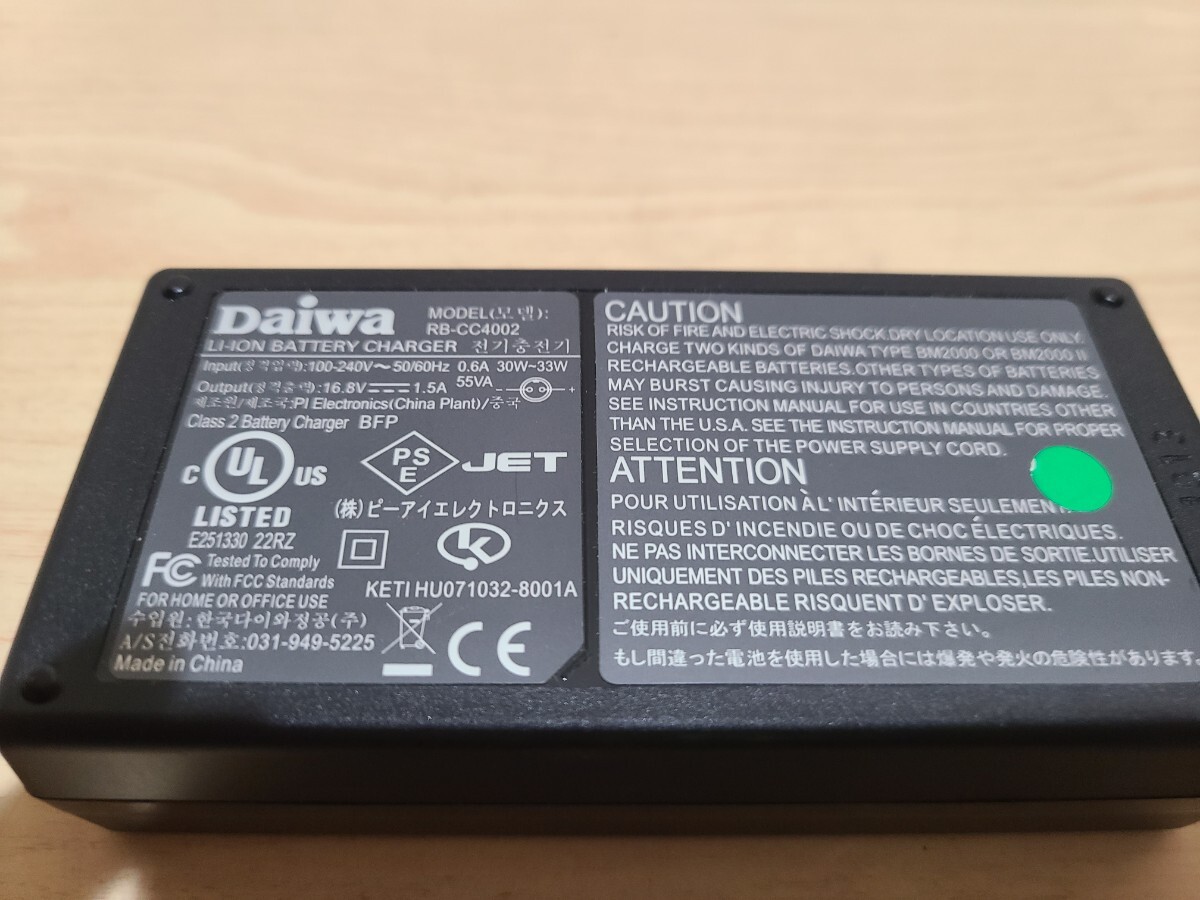 Daiwa
MODEL(모델):
RB-CC4002
LI-ION BATTERY CHARGER 전기충전기
Input(정격입력):100-240V～50/60Hz 0.6A 30W~33W
55VA
Output(정격출력):16.8V 1.5A - +
제조원/제조국:PI Electronics(China Plant)/중국
Class 2 Battery Charger BFP
C UL US
LISTED
E251330 22RZ
PS
E
JET
(株)ピーアイエレクトロニクス
FC Tested To Comply
With FCC Standards
FOR HOME OR OFFICE USE
K
KETI HU071032-8001A
수입원:한국다이와정공(주)
A/S전화번호:031-949-5225
Made in China
CE
CAUTION
RISK OF FIRE AND ELECTRIC SHOCK.DRY LOCATION USE ONLY.
CHARGE TWO KINDS OF DAIWA TYPE BM2000 OR BM2000 II
RECHARGEABLE BATTERIES.OTHER TYPES OF BATTERIES
MAY BURST CAUSING INJURY TO PERSONS AND DAMAGE.
SEE INSTRUCTION MANUAL FOR USE IN COUNTRIES OTHER
THAN THE U.S.A. SEE THE INSTRUCTION MANUAL FOR PROPER
SELECTION OF THE POWER SUPPLY CORD.
ATTENTION
POUR UTILISATION À L' INTÉRIEUR SEULEMENT.
RISQUES D' INCENDIE OU DE CHOC ÉLECTRIQUES.
NE PAS INTERCONNECTER LES BORNES DE SORTIE.UTILISER
UNIQUEMENT DES PILES RECHARGEABLES,LES PILES NON-
RECHARGEABLE RISQUENT D' EXPLOSER.
ご使用前に必ず使用説明書をお読み下さい。
もし間違った電池を使用した場合には爆発や発火の危険性があります。